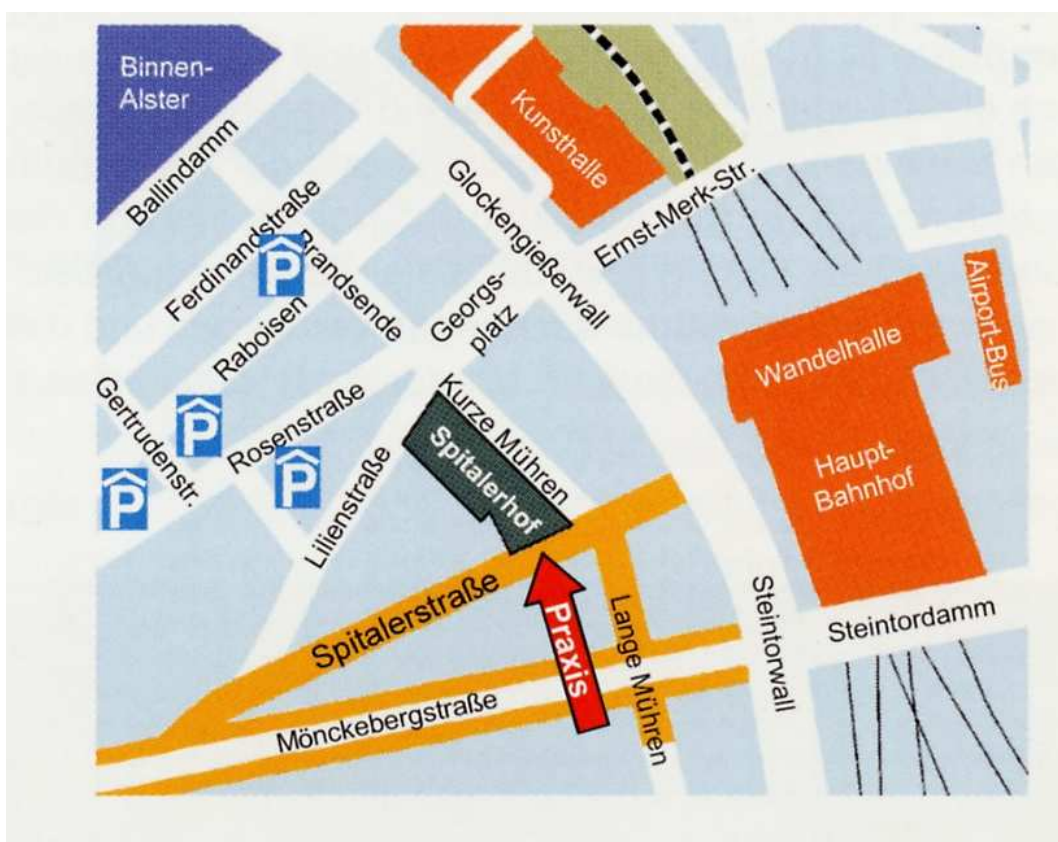 Binnen-
Alster
Kunsthalle
Ballindamm
Glockengießerwall
Ernst-Merk-Str.
Ferdinandstraße
Brandsende
P
Georgs-
platz
Airport-Bus
Raboisen
Wandelhalle
Gertrudenstr.
P
Rosenstraße
Kurze Mühren
Spitalerhof
Haupt-
Bahnhof
P
P
Lilienstraße
Spitalerstraße
Praxis
Lange Mühren
Steintorwall
Steintordamm
Mönckebergstraße